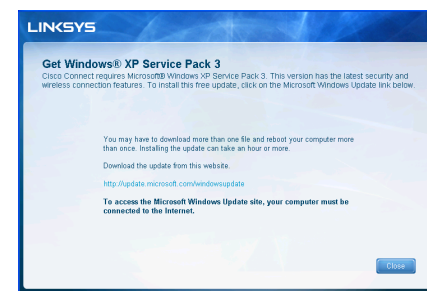 LINKSYS
Get Windows® XP Service Pack 3
Cisco Connect requires Microsoft® Windows XP Service Pack 3. This version has the latest security and
wireless connection features. To install this free update, click on the Microsoft Windows Update link below.
You may have to download more than one file and reboot your computer more
than once. Installing the update can take an hour or more.
Download the update from this website.
http://update.microsoft.com/windowsupdate
To access the Microsoft Windows Update site, your computer must be
connected to the Internet.
Close